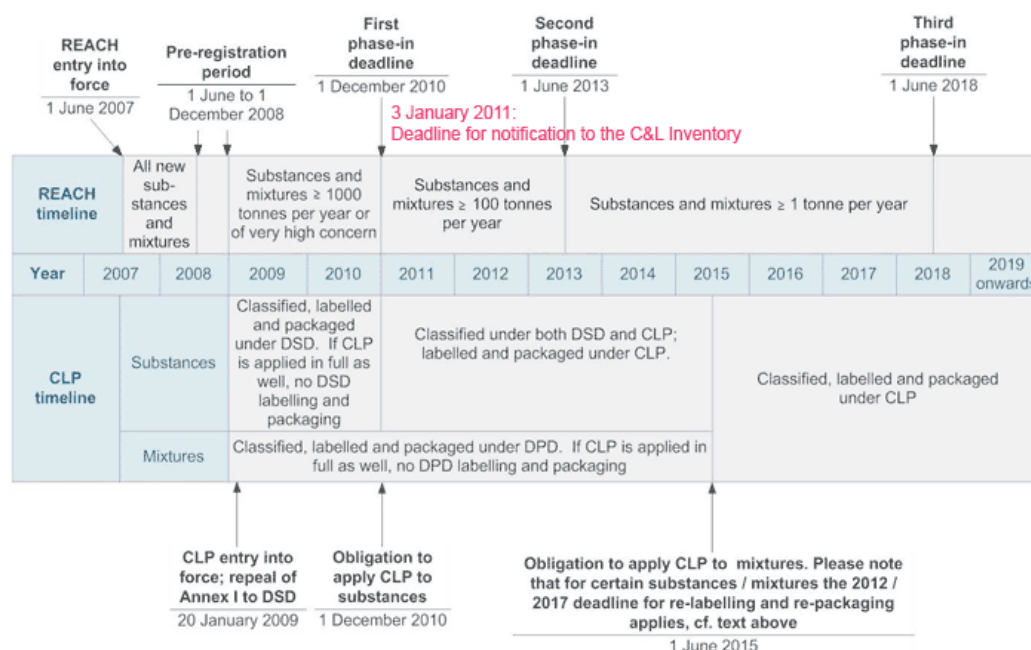 REACH
entry into
force
1 June 2007
Pre-registration
period
1 June to 1
December 2008
First
phase-in
deadline
1 December 2010
Second
phase-in
deadline
1 June 2013
Third
phase-in
deadline
1 June 2018
3 January 2011:
Deadline for notification to the C&L Inventory
REACH
timeline
All new
sub-
stances
and
mixtures
Substances and
mixtures ≥ 1000
tonnes per year or
of very high concern
Substances and
mixtures ≥ 100 tonnes
per year
Substances and mixtures ≥ 1 tonne per year
Year
2007
2008
2009
2010
2011
2012
2013
2014
2015
2016
2017
2018
2019
onwards
CLP
timeline
Substances
Classified, labelled
and packaged
under DSD. If CLP
is applied in full
as well, no DSD
labelling and
packaging
Classified under both DSD and CLP;
labelled and packaged under CLP.
Classified, labelled and packaged
under CLP
Mixtures
Classified, labelled and packaged under DPD. If CLP is applied in
full as well, no DPD labelling and packaging
CLP entry into
force; repeal of
Annex I to DSD
20 January 2009
Obligation to
apply CLP to
substances
1 December 2010
Obligation to apply CLP to mixtures. Please note
that for certain substances / mixtures the 2012 /
2017 deadline for re-labelling and re-packaging
applies, cf. text above
1 June 2015